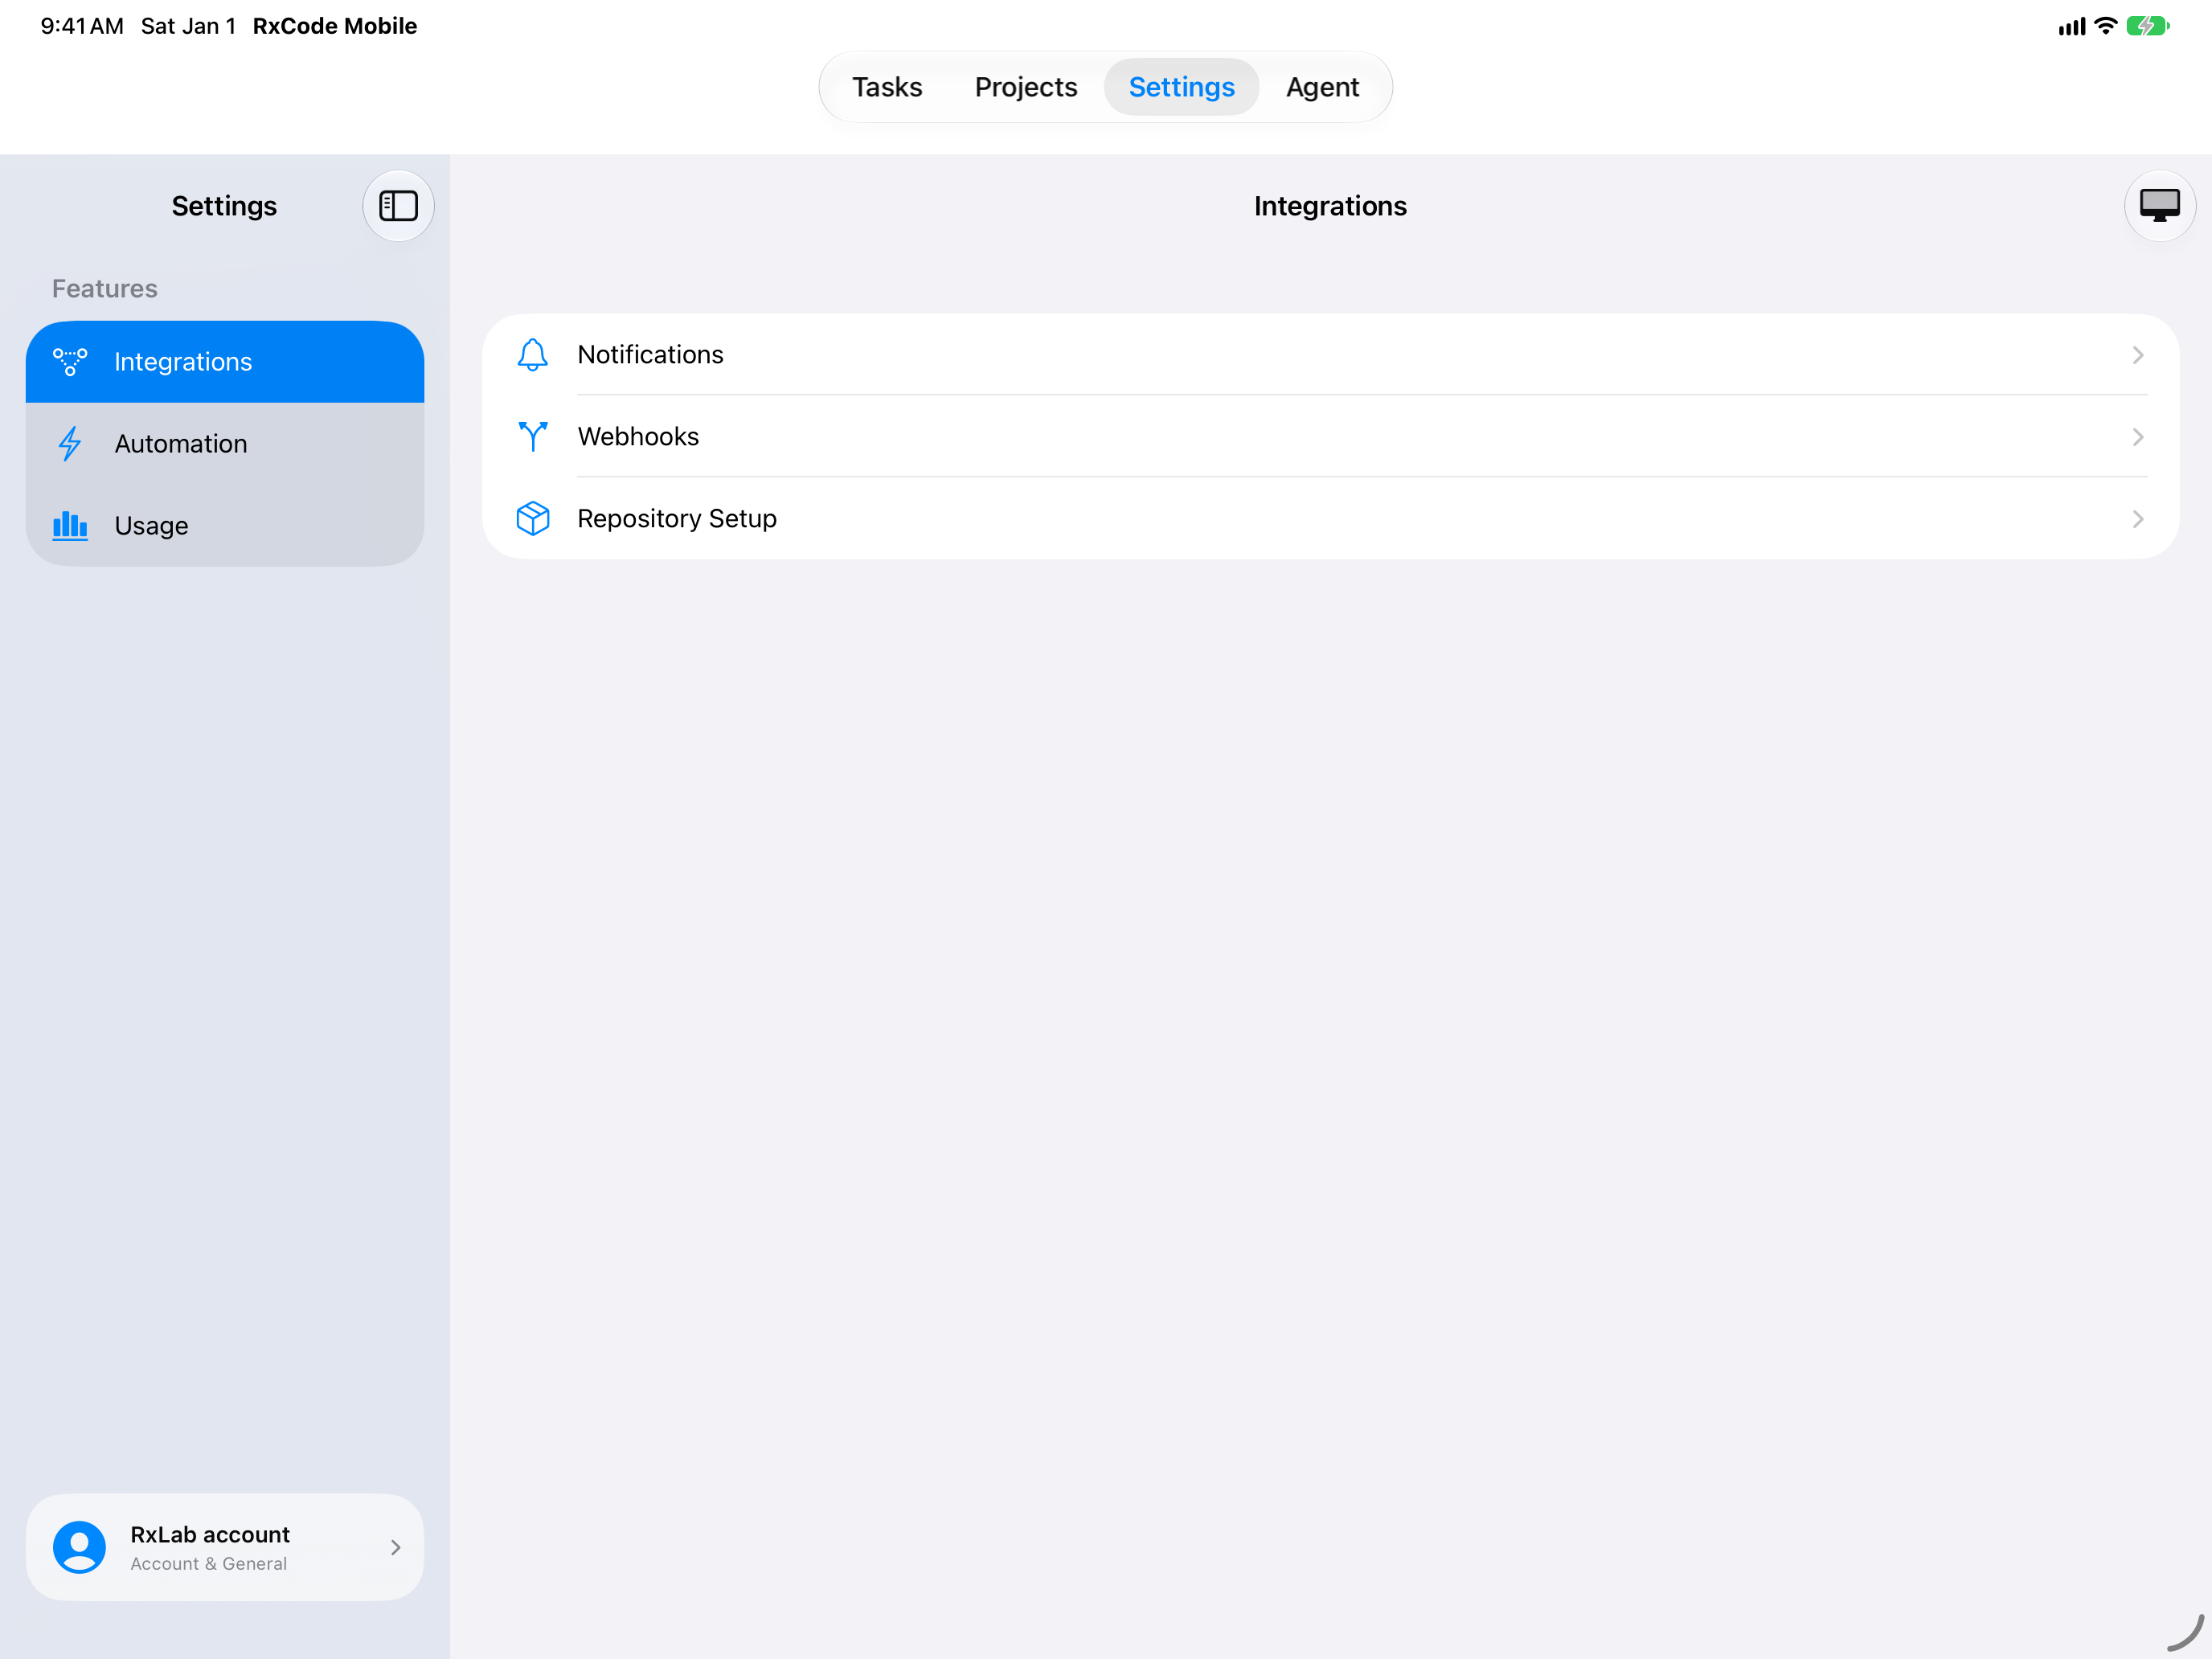 9:41 AM Sat Jan 1 RxCode Mobile
Tasks Projects Settings Agent
Settings
Integrations
Features
Integrations
Automation
Usage
Notifications
Webhooks
Repository Setup
RxLab account
Account & General